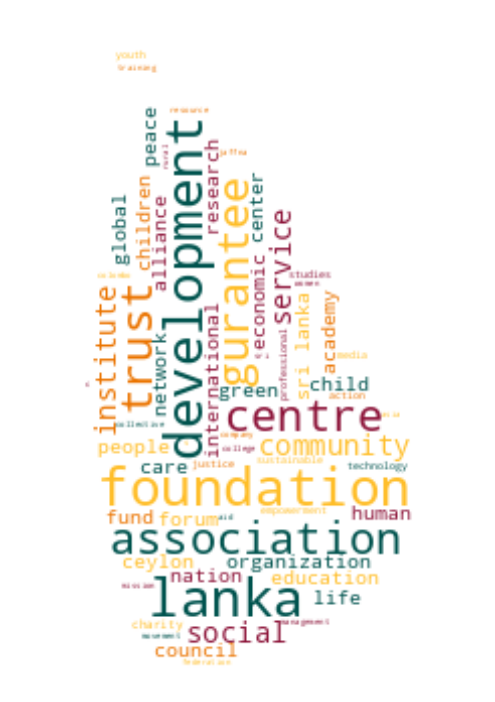 youth
training
resource
peace
development
rural
research
jaffna
children
alliance
global
gurantee
center
service
economic
colombo
studies
women
institute
trust
network
international
professional
sri lanka
academy
media
green
child
action
centre
collective
people
company
community
college
care
justice
sustainable
technology
foundation
fund
forum
aid
empowerment
human
association
ceylon
organization
nation
education
mission
lanka
life
charity
social
management
movement
council
federation